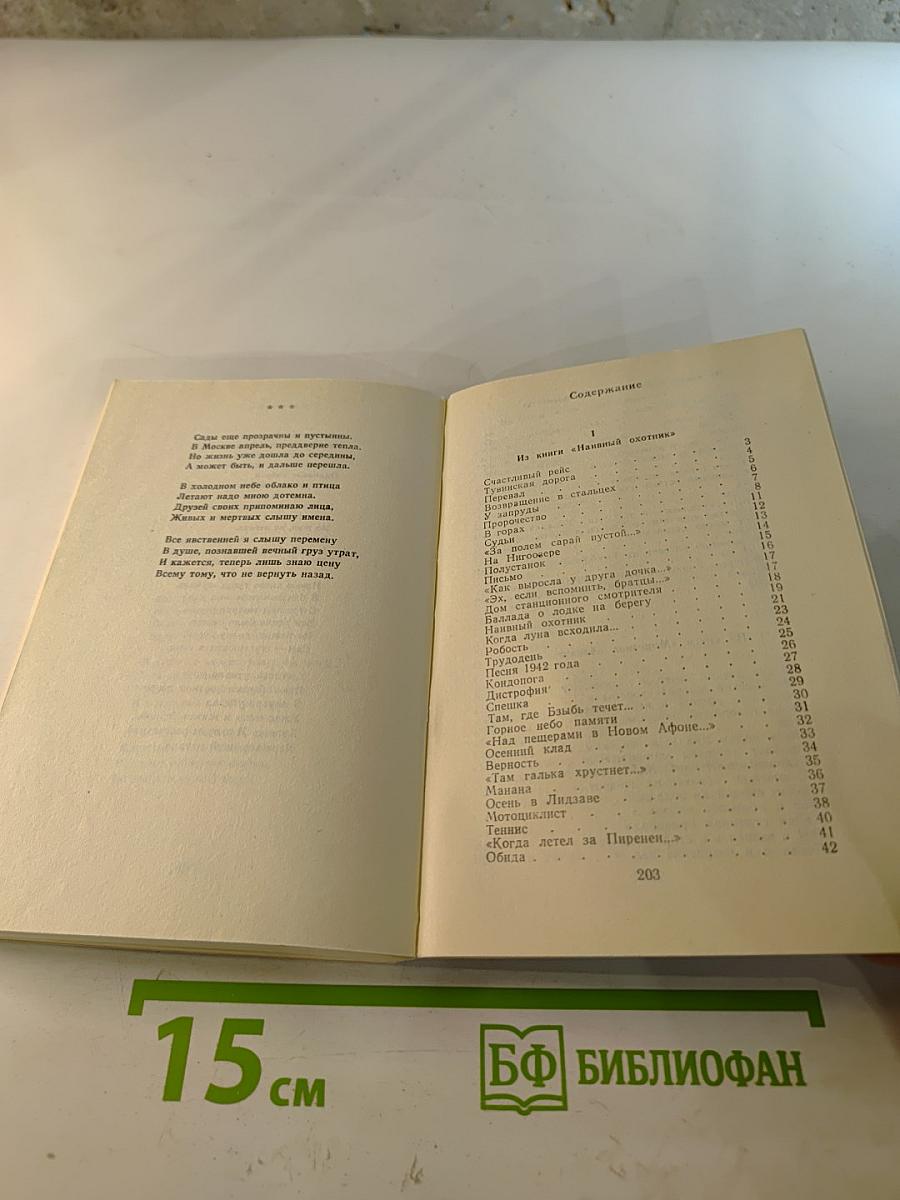 * * *
Сады еще прозрачны и пустынны.
В Москве апрель, преддверие тепла.
Но жизнь уже дошла до середины,
А может быть, и дальше перешла.
В холодном небе облако и птица
Летают надо мною дотемна.
Друзей своих припоминаю лица,
Живых и мертвых слышу имена.
Все явственней я слышу перемену
В душе, познавшей вечный груз утрат,
И кажется, теперь лишь знаю цену
Всему тому, что не вернуть назад.
Содержание
I
Из книги «Наивный охотник»
Счастливый рейс 3
Тувинская дорога 4
Перевал 5
Возвращение в стальцех 6
У запруды 7
Пророчество 8
В горах 11
Судьи 12
«За полем сарай пустой...» 13
На Нигозере 14
Полустанок 15
Письмо 16
«Как выросла у друга дочка...» 17
«Эх, если вспомнить, братцы...» 17
Дом станционного смотрителя 18
Баллада о лодке на берегу 19
Наивный охотник 21
Когда луна всходила... 23
Робость 24
Трудодень 25
Песня 1942 года 26
Кондопога 27
Дистрофия 28
Спешка 29
Там, где Бзыбь течет... 30
Горное небо памяти 31
«Над пещерами в Новом Афоне...» 32
Осенний клад 33
Верность 34
«Там галька хрустнет...» 35
Манана 36
Осень в Лидзаве 37
Мотоциклист 38
Теннис 40
«Когда летел за Пиренеи...» 41
Обида 42
203
15 см
БФ БИБЛИОФАН